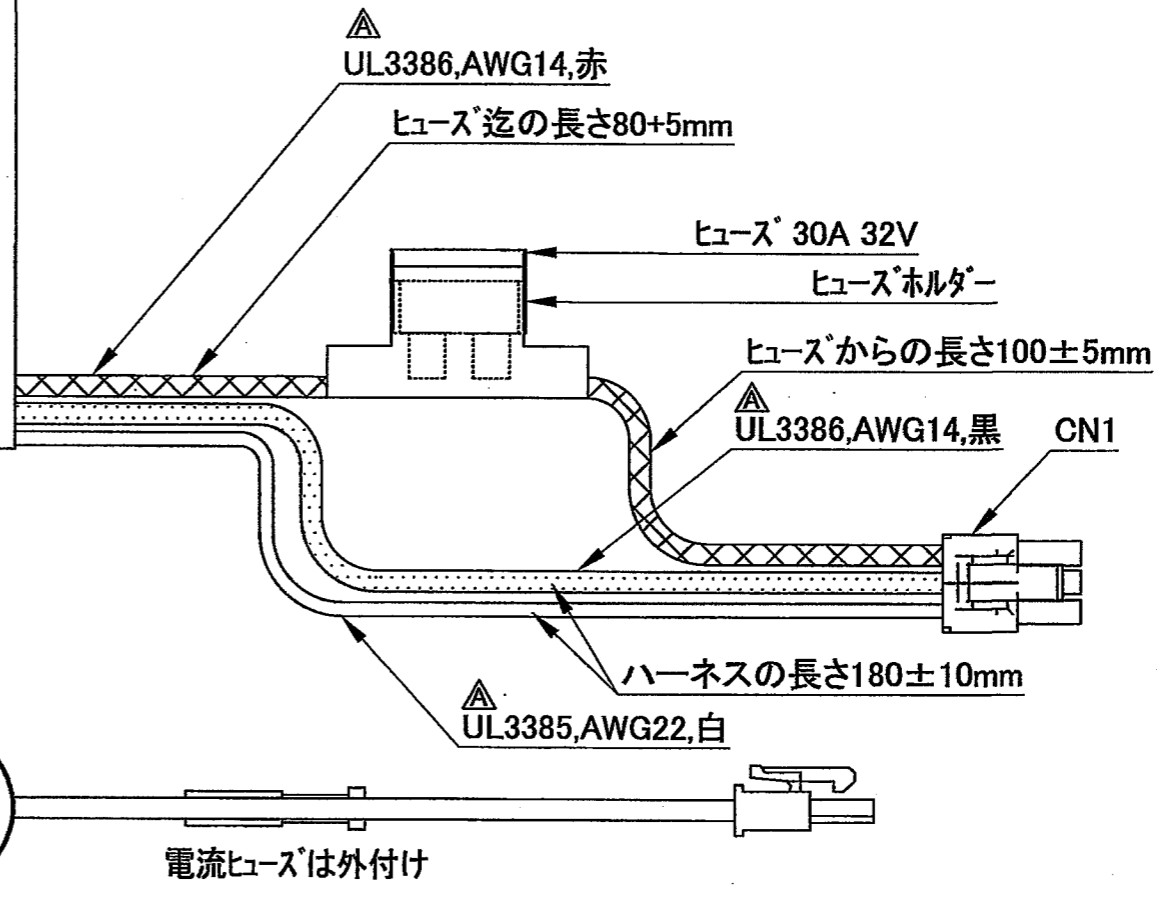 A
UL3386,AWG14,赤
ﾋｭｰｽﾞ迄の長さ80+5mm
ﾋｭｰｽﾞ 30A 32V
ﾋｭｰｽﾞﾎﾙﾀﾞｰ
ﾋｭｰｽﾞからの長さ100±5mm
A
UL3386,AWG14,黒
CN1
ハーネスの長さ180±10mm
A
UL3385,AWG22,白
電流ﾋｭｰｽﾞは外付け